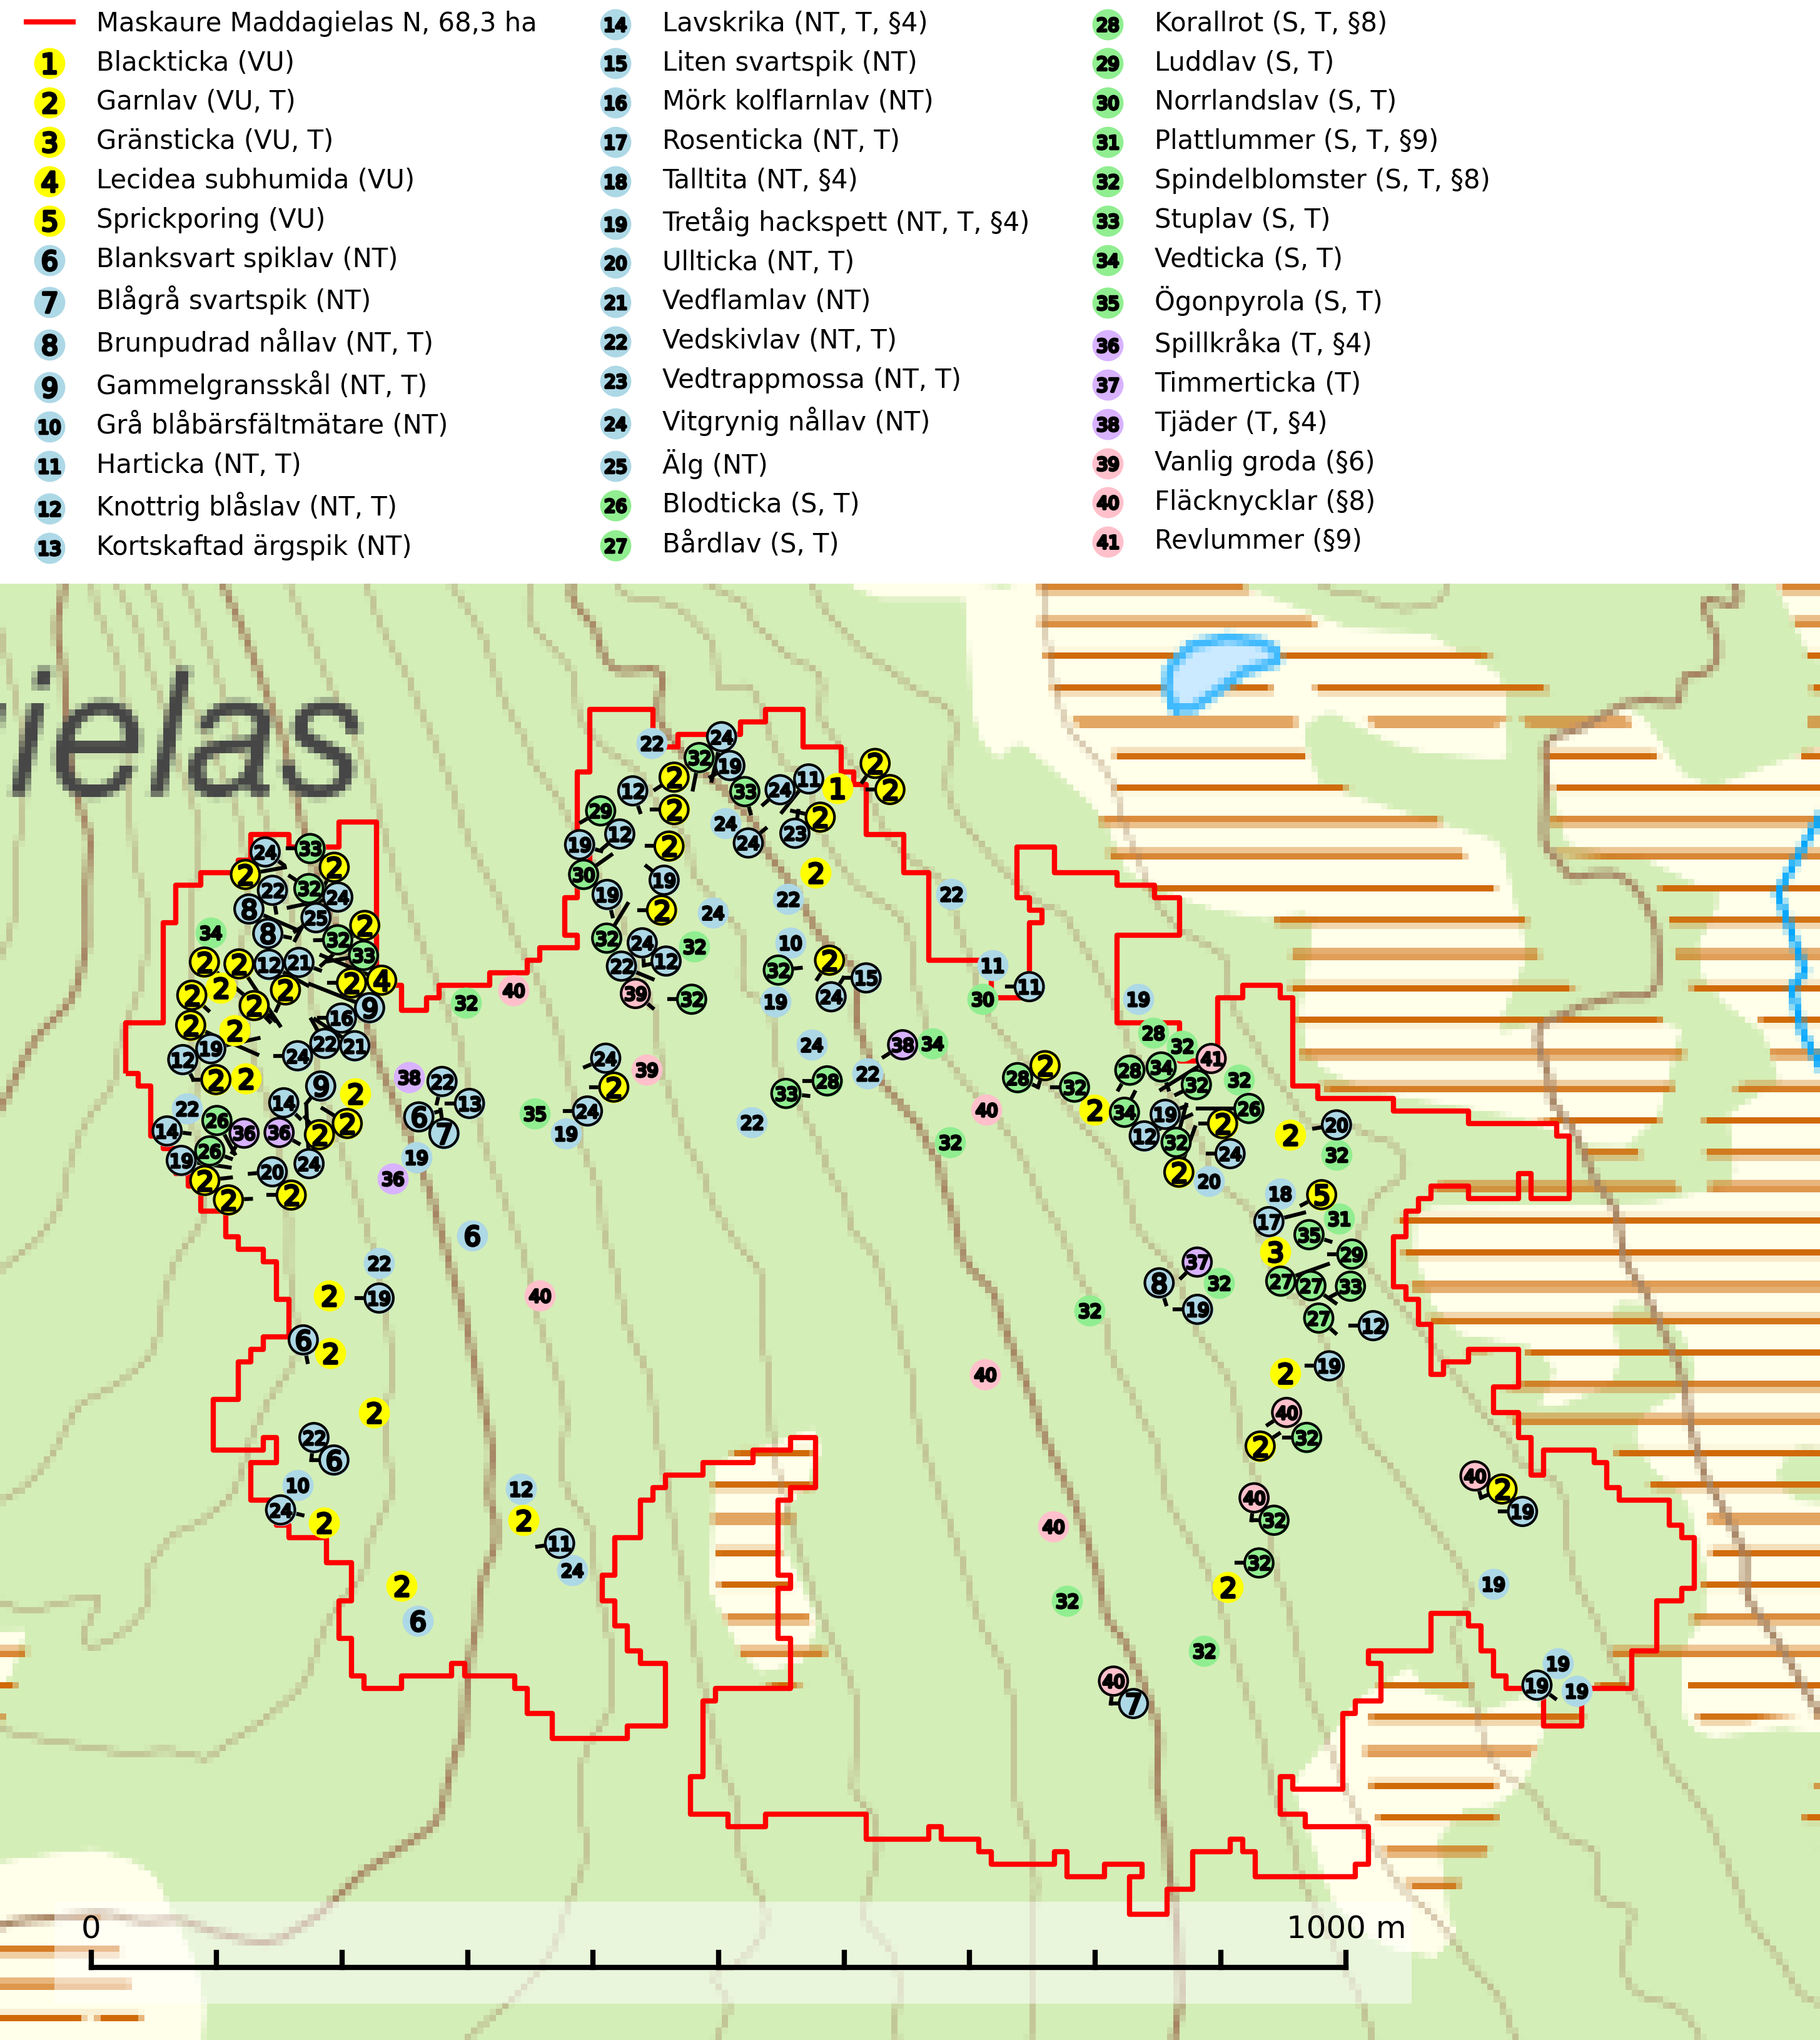 Maskaure Maddagielas N, 68,3 ha
1 Blackticka (VU)
2 Garnlav (VU, T)
3 Gränsticka (VU, T)
4 Lecidea subhumida (VU)
5 Sprickporing (VU)
6 Blanksvart spiklav (NT)
7 Blågrå svartspik (NT)
8 Brunpudrad nållav (NT, T)
9 Gammelgransskål (NT, T)
10 Grå blåbärsfältmätare (NT)
11 Harticka (NT, T)
12 Knottrig blåslav (NT, T)
13 Kortskaftad ärgspik (NT)
14 Lavskrika (NT, T, §4)
15 Liten svartspik (NT)
16 Mörk kolflarnlav (NT)
17 Rosenticka (NT, T)
18 Talltita (NT, §4)
19 Tretåig hackspett (NT, T, §4)
20 Ullticka (NT, T)
21 Vedflamlav (NT)
22 Vedskivlav (NT, T)
23 Vedtrappmossa (NT, T)
24 Vitgrynig nållav (NT)
25 Älg (NT)
26 Blodticka (S, T)
27 Bårdlav (S, T)
28 Korallrot (S, T, §8)
29 Luddlav (S, T)
30 Norrlandslav (S, T)
31 Plattlummer (S, T, §9)
32 Spindelblomster (S, T, §8)
33 Stuplav (S, T)
34 Vedticka (S, T)
35 Ögonpyrola (S, T)
36 Spillkråka (T, §4)
37 Timmerticka (T)
38 Tjäder (T, §4)
39 Vanlig groda (§6)
40 Fläcknycklar (§8)
41 Revlummer (§9)
ielas
0 1000 m